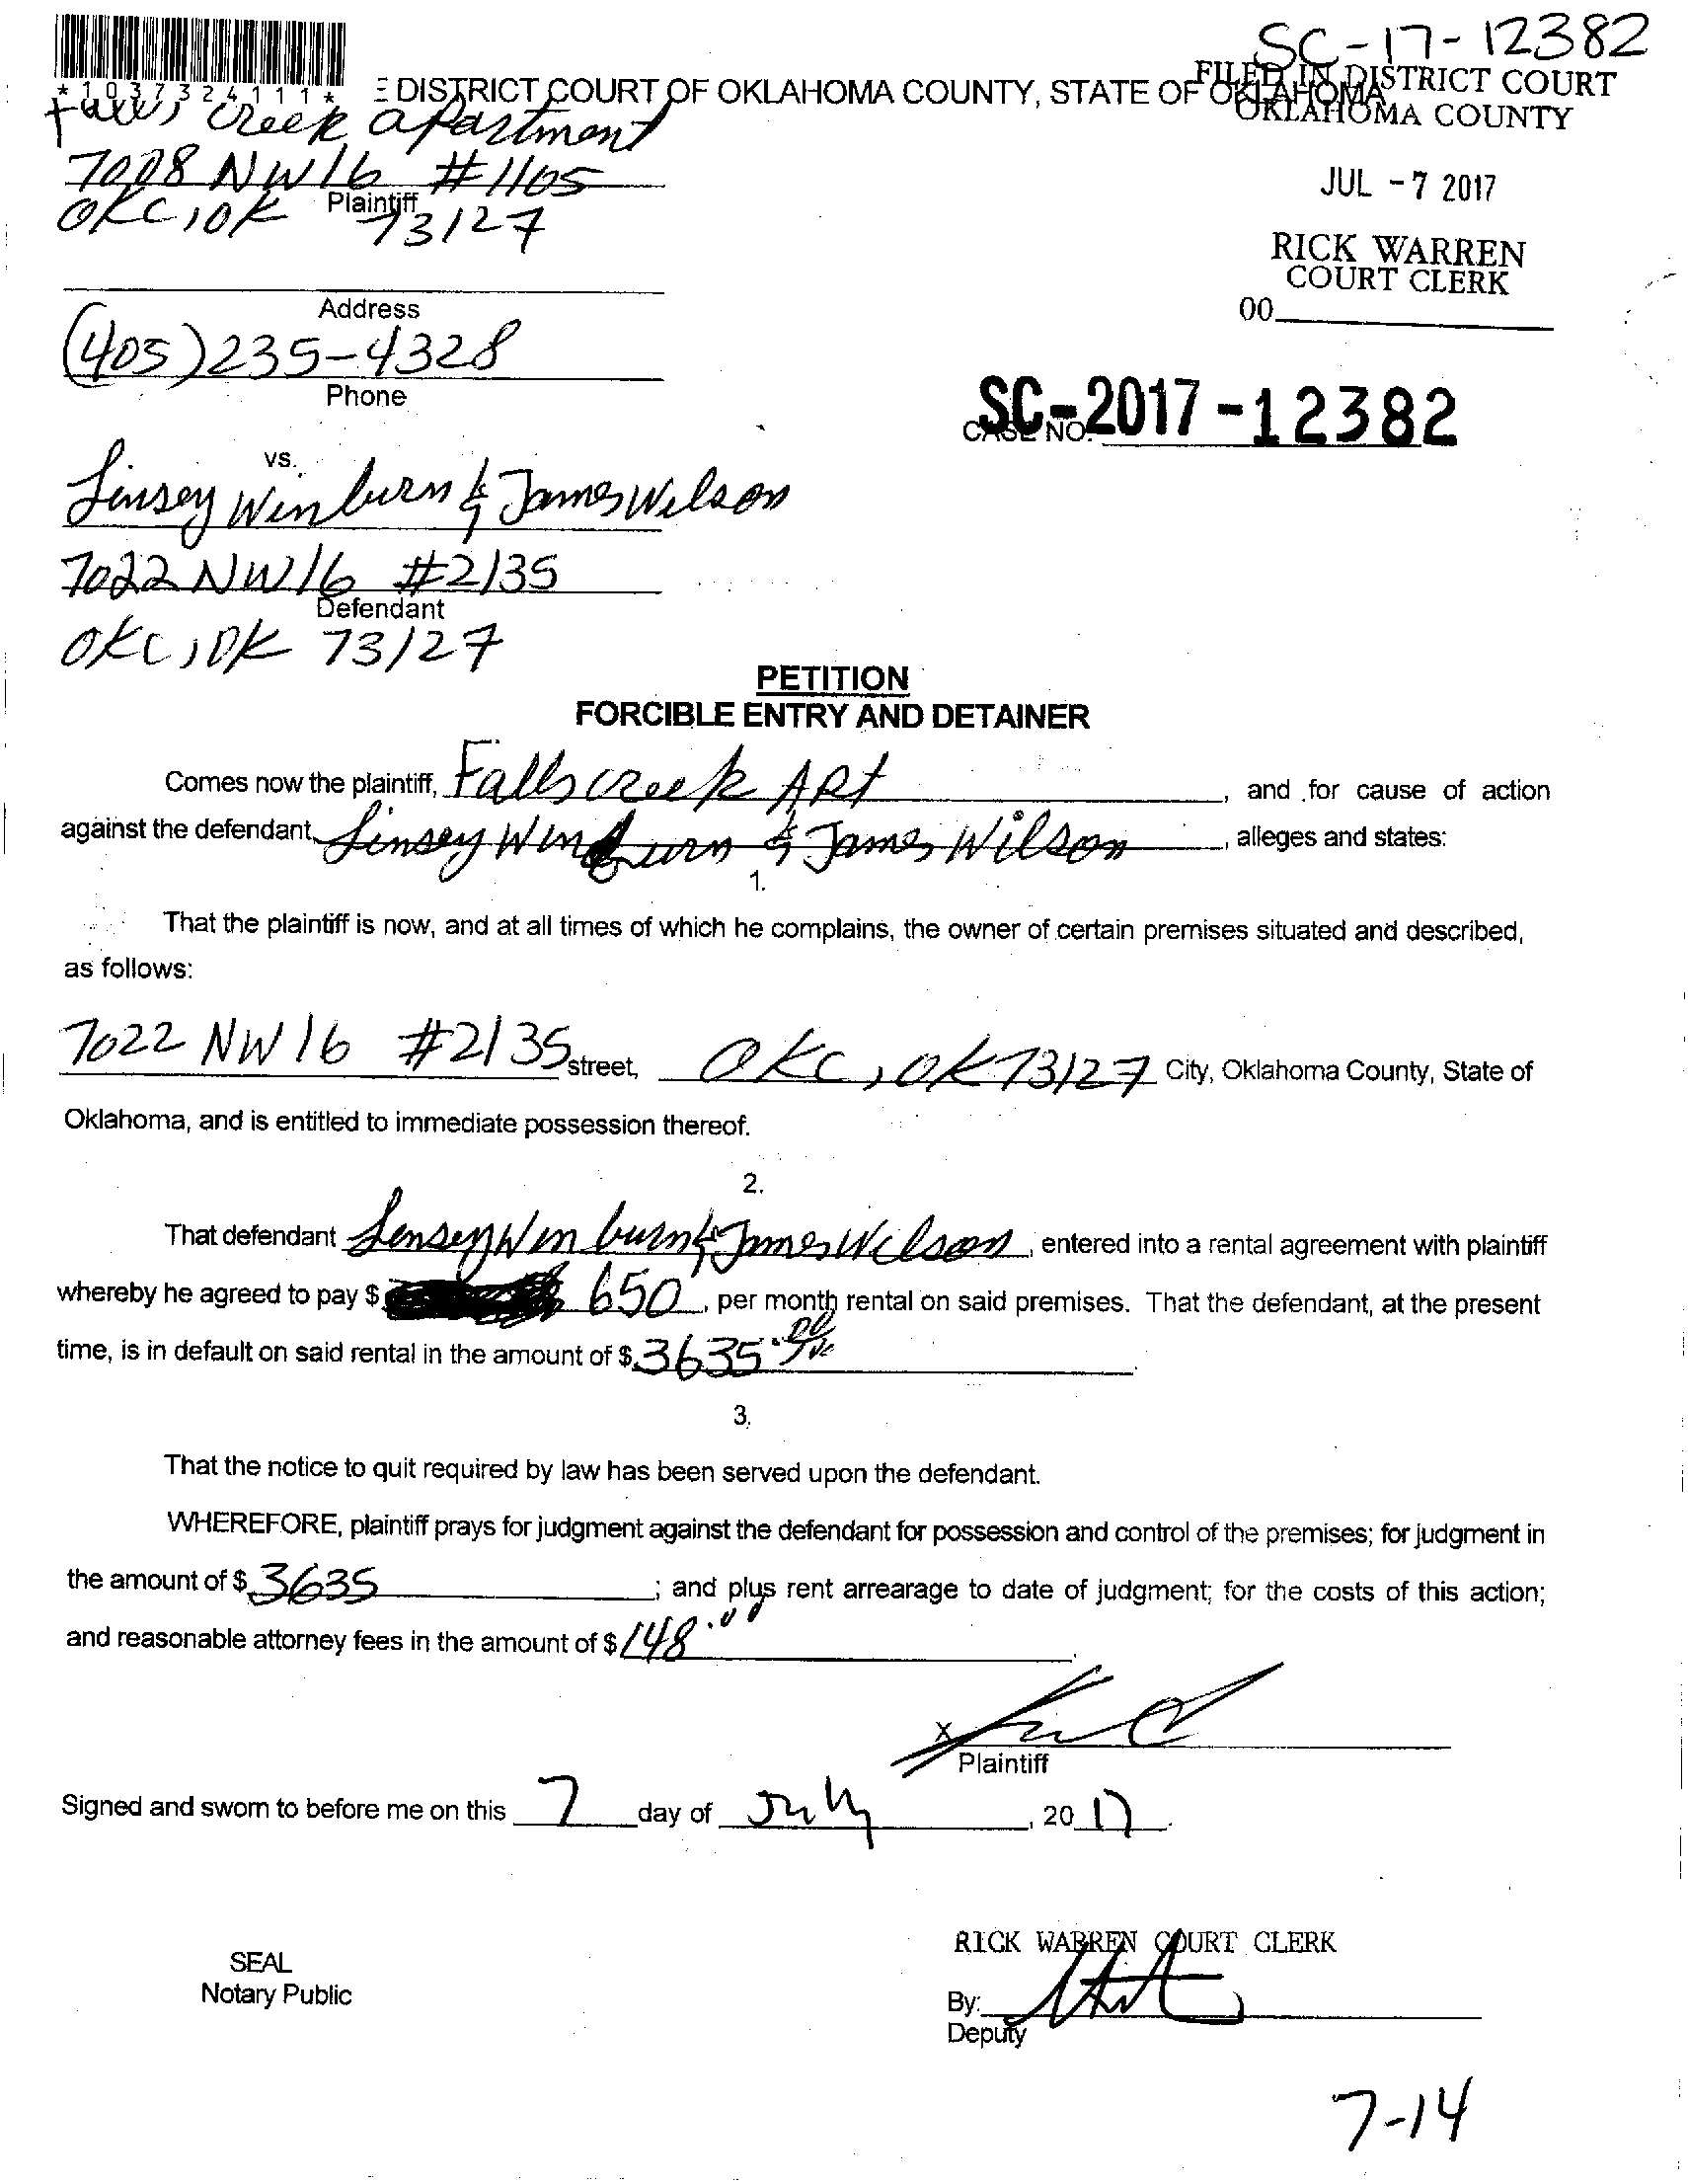 SC-17-12382
*1037324111*
E DISTRICT COURT OF OKLAHOMA COUNTY, STATE OF OKLAHOMA
FILED IN DISTRICT COURT
OKLAHOMA COUNTY
Falls Creek apartment
7008 NW 16 #1105
Plaintiff
OKC, OK 73127
JUL -7 2017
RICK WARREN
COURT CLERK
00
Address
(405) 235-4328
Phone
SC-2017-12382
CASE NO.
vs.
Linsey Winburn & James Wilson
7022 NW 16 #2135
Defendant
OKC, OK 73127
PETITION
FORCIBLE ENTRY AND DETAINER
Comes now the plaintiff, Falls Creek Apt, and for cause of action
against the defendant, Linsey Winburn & James Wilson, alleges and states:
1.
That the plaintiff is now, and at all times of which he complains, the owner of certain premises situated and described,
as follows:
7022 NW 16 #2135 street, OKC, OK 73127 City, Oklahoma County, State of
Oklahoma, and is entitled to immediate possession thereof.
2.
That defendant Linsey Winburn & James Wilson, entered into a rental agreement with plaintiff
whereby he agreed to pay $ 650, per month rental on said premises. That the defendant, at the present
time, is in default on said rental in the amount of $ 3635.00
3.
That the notice to quit required by law has been served upon the defendant.
WHEREFORE, plaintiff prays for judgment against the defendant for possession and control of the premises; for judgment in
the amount of $ 3635; and plus rent arrearage to date of judgment; for the costs of this action;
and reasonable attorney fees in the amount of $ 148.00.
X
Plaintiff
Signed and sworn to before me on this 7 day of July, 2017.
RICK WARREN COURT CLERK
SEAL
Notary Public
By:
Deputy
7-14